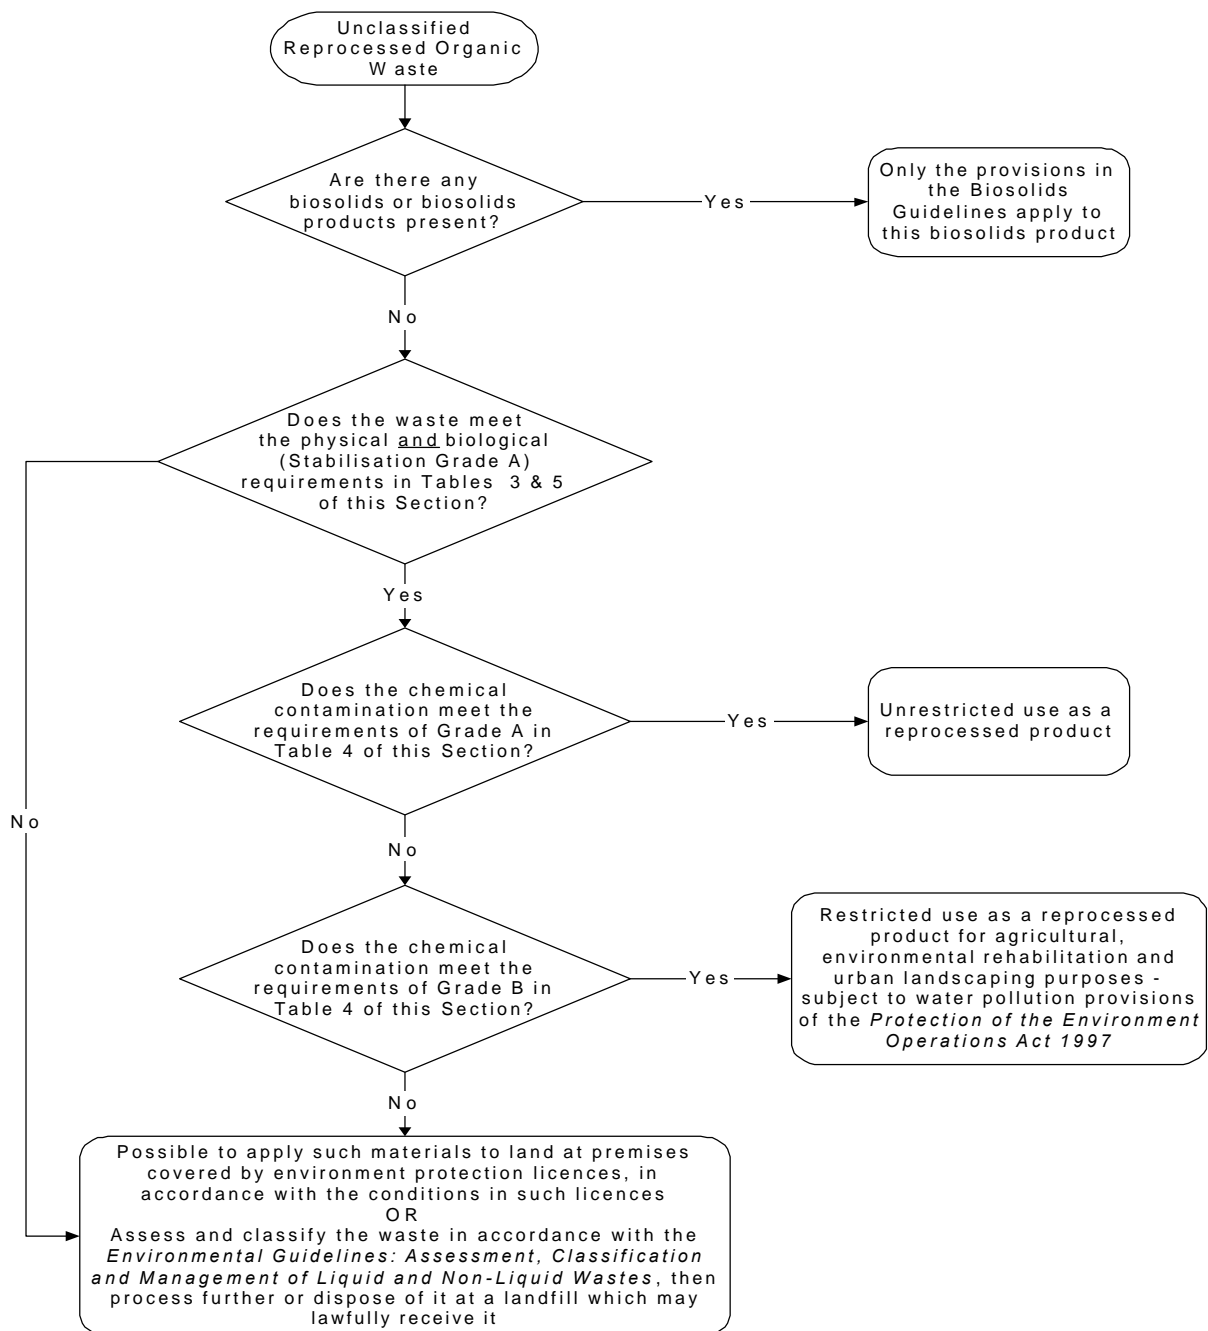 Unclassified
Reprocessed Organic
Waste
Are there any
biosolids or biosolids
products present?
Yes
Only the provisions in
the Biosolids
Guidelines apply to
this biosolids product
No
Does the waste meet
the physical and biological
(Stabilisation Grade A)
requirements in Tables 3 & 5
of this Section?
Yes
Does the chemical
contamination meet the
requirements of Grade A in
Table 4 of this Section?
Yes
Unrestricted use as a
reprocessed product
No
No
Does the chemical
contamination meet the
requirements of Grade B in
Table 4 of this Section?
Yes
Restricted use as a reprocessed
product for agricultural,
environmental rehabilitation and
urban landscaping purposes -
subject to water pollution provisions
of the Protection of the Environment
Operations Act 1997
No
Possible to apply such materials to land at premises
covered by environment protection licences, in
accordance with the conditions in such licences
OR
Assess and classify the waste in accordance with the
Environmental Guidelines: Assessment, Classification
and Management of Liquid and Non-Liquid Wastes, then
process further or dispose of it at a landfill which may
lawfully receive it